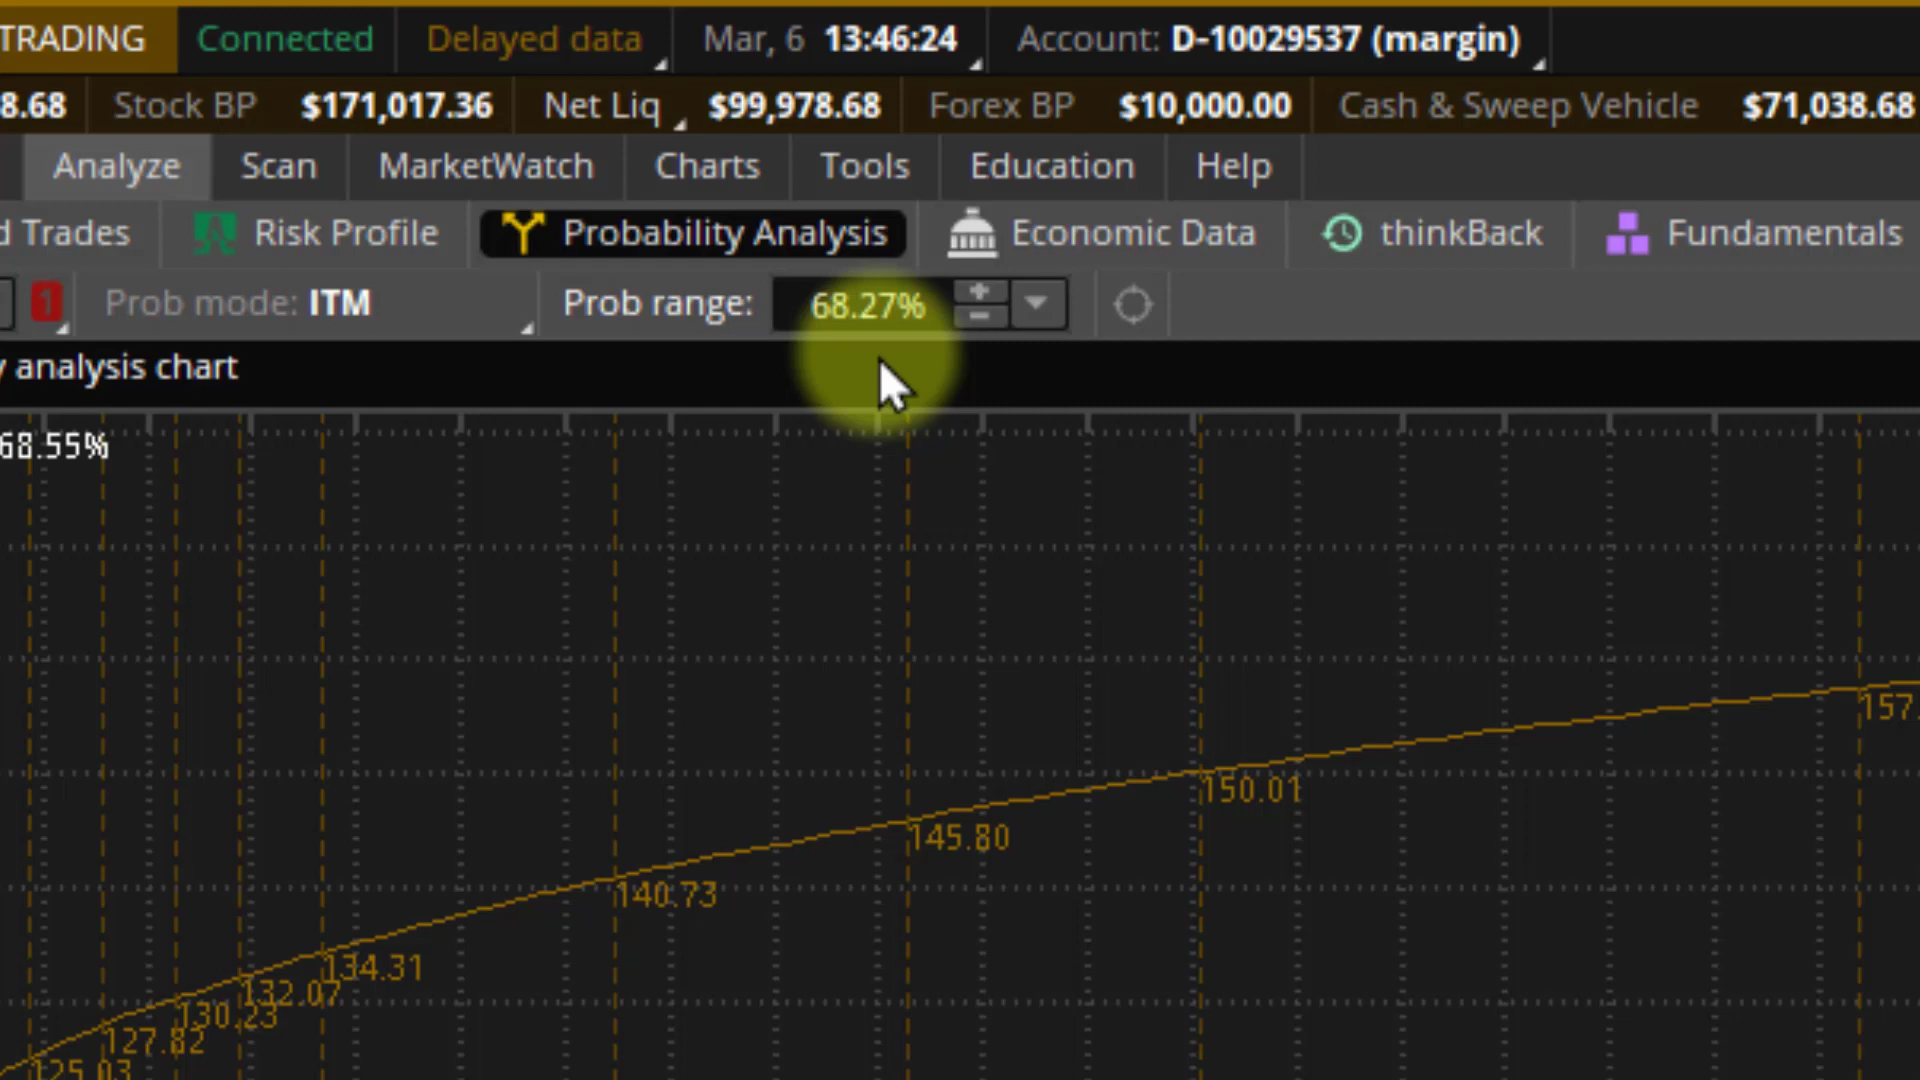 TRADING Connected Delayed data Mar, 6 13:46:24 Account: D-10029537 (margin)
8.68 Stock BP $171,017.36 Net Liq $99,978.68 Forex BP $10,000.00 Cash & Sweep Vehicle $71,038.68
Analyze Scan MarketWatch Charts Tools Education Help
d Trades Risk Profile Probability Analysis Economic Data thinkBack Fundamentals
1 Prob mode: ITM Prob range: 68.27%
y analysis chart
68.55%
157.
150.01
145.80
140.73
134.31
132.07
130.23
127.82
125.03